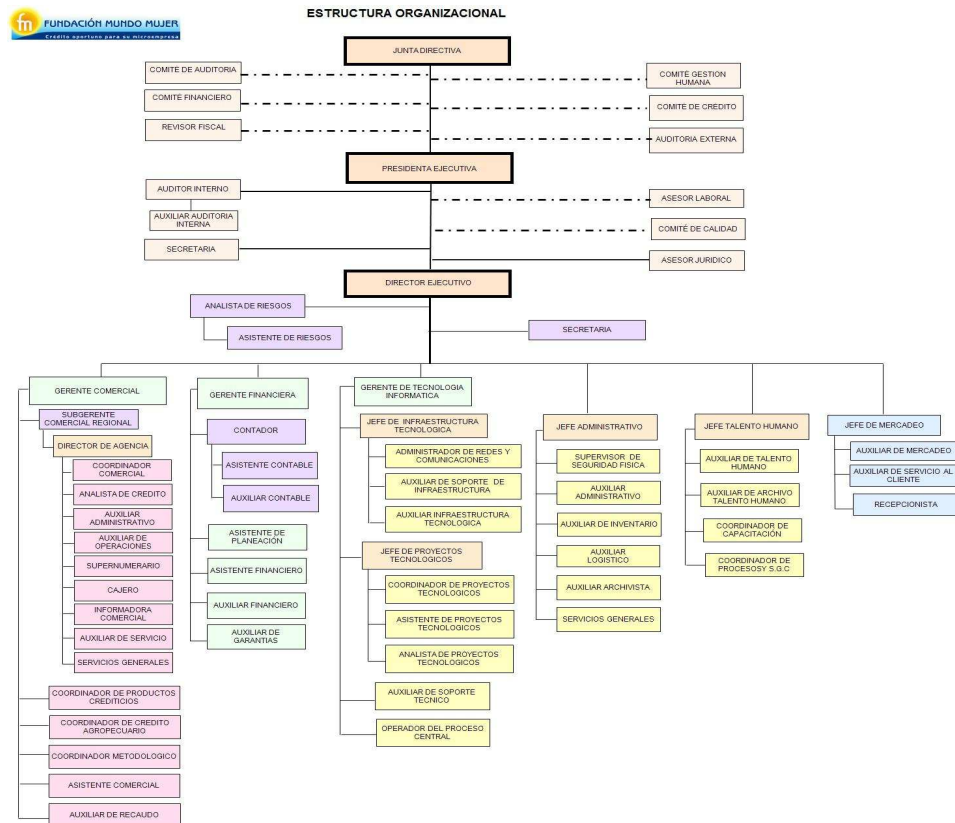 ESTRUCTURA ORGANIZACIONAL
fn
FUNDACIÓN MUNDO MUJER
Crédito oportuno para su microempresa
JUNTA DIRECTIVA
COMITÉ DE AUDITORIA
COMITÉ FINANCIERO
REVISOR FISCAL
COMITÉ GESTION
HUMANA
COMITÉ DE CRÉDITO
AUDITORIA EXTERNA
PRESIDENTA EJECUTIVA
AUDITOR INTERNO
AUXILIAR AUDITORIA
INTERNA
SECRETARIA
ASESOR LABORAL
COMITÉ DE CALIDAD
ASESOR JURIDICO
DIRECTOR EJECUTIVO
ANALISTA DE RIESGOS
ASISTENTE DE RIESGOS
SECRETARIA
GERENTE COMERCIAL
SUBGERENTE
COMERCIAL REGIONAL
DIRECTOR DE AGENCIA
COORDINADOR
COMERCIAL
ANALISTA DE CREDITO
AUXILIAR
ADMINISTRATIVO
AUXILIAR
DE OPERACIONES
SUPERNUMERARIO
CAJERO
INFORMADORA
COMERCIAL
AUXILIAR DE SERVICIO
SERVICIOS GENERALES
COORDINADOR DE PRODUCTOS
CREDITICIOS
COORDINADOR DE CREDITO
AGROPECUARIO
COORDINADOR METODOLOGICO
ASISTENTE COMERCIAL
AUXILIAR DE RECAUDO
GERENTE FINANCIERA
CONTADOR
ASISTENTE CONTABLE
AUXILIAR CONTABLE
ASISTENTE DE
PLANEACIÓN
ASISTENTE FINANCIERO
AUXILIAR FINANCIERO
AUXILIAR DE
GARANTIAS
GERENTE DE TECNOLOGIA
INFORMATICA
JEFE DE INFRAESTRUCTURA
TECNOLOGICA
ADMINISTRADOR DE REDES Y
COMUNICACIONES
AUXILIAR DE SOPORTE DE
INFRAESTRUCTURA
AUXILIAR INFRAESTRUCTURA
TECNOLOGICA
JEFE DE PROYECTOS
TECNOLOGICOS
COORDINADOR DE PROYECTOS
TECNOLOGICOS
ASISTENTE DE PROYECTOS
TECNOLOGICOS
ANALISTA DE PROYECTOS
TECNOLOGICOS
AUXILIAR DE SOPORTE
TECNICO
OPERADOR DEL PROCESO
CENTRAL
JEFE ADMINISTRATIVO
SUPERVISOR DE
SEGURIDAD FISICA
AUXILIAR
ADMINISTRATIVO
AUXILIAR DE INVENTARIO
AUXILIAR
LOGISTICO
AUXILIAR ARCHIVISTA
SERVICIOS GENERALES
JEFE TALENTO HUMANO
AUXILIAR DE TALENTO
HUMANO
AUXILIAR DE ARCHIVO
TALENTO HUMANO
COORDINADOR DE
CAPACITACIÓN
COORDINADOR DE
PROCESOSY S.G.C
JEFE DE MERCADEO
AUXILIAR DE MERCADEO
AUXILIAR DE SERVICIO AL
CLIENTE
RECEPCIONISTA